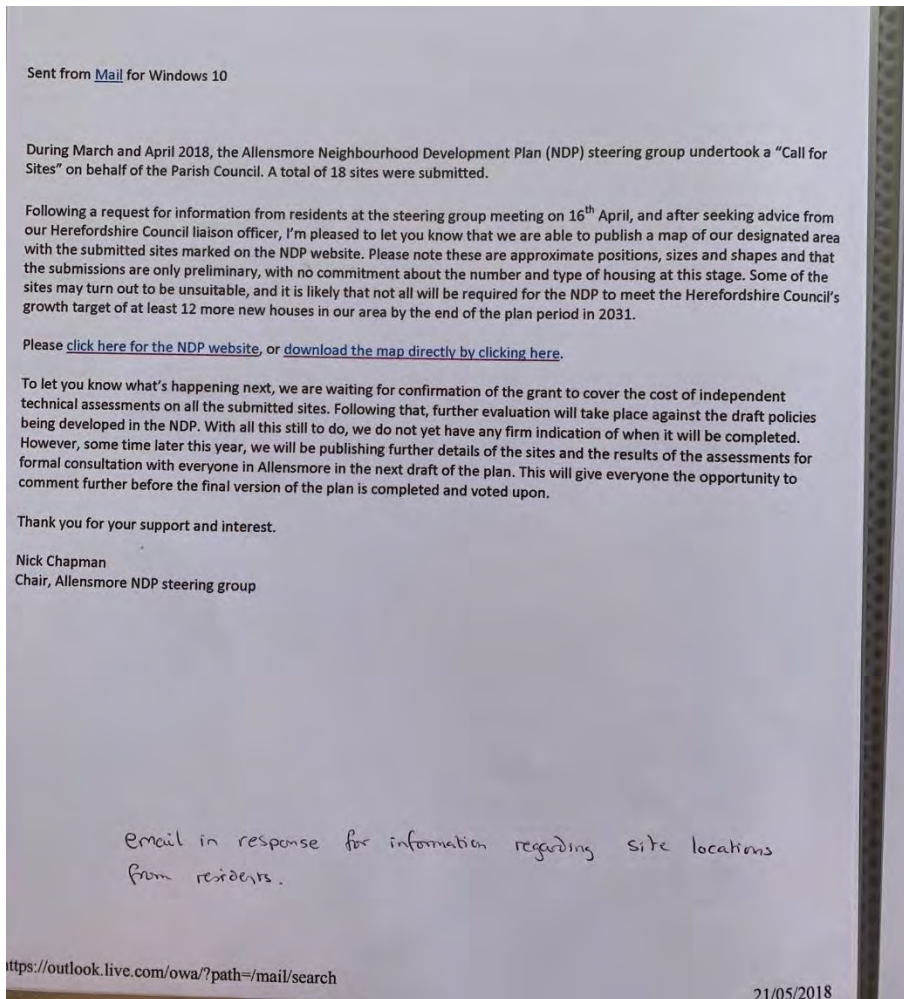 Sent from Mail for Windows 10
During March and April 2018, the Allensmore Neighbourhood Development Plan (NDP) steering group undertook a “Call for
Sites” on behalf of the Parish Council. A total of 18 sites were submitted.
Following a request for information from residents at the steering group meeting on 16th April, and after seeking advice from
our Herefordshire Council liaison officer, I’m pleased to let you know that we are able to publish a map of our designated area
with the submitted sites marked on the NDP website. Please note these are approximate positions, sizes and shapes and that
the submissions are only preliminary, with no commitment about the number and type of housing at this stage. Some of the
sites may turn out to be unsuitable, and it is likely that not all will be required for the NDP to meet the Herefordshire Council’s
growth target of at least 12 more new houses in our area by the end of the plan period in 2031.
Please click here for the NDP website, or download the map directly by clicking here.
To let you know what’s happening next, we are waiting for confirmation of the grant to cover the cost of independent
technical assessments on all the submitted sites. Following that, further evaluation will take place against the draft policies
being developed in the NDP. With all this still to do, we do not yet have any firm indication of when it will be completed.
However, some time later this year, we will be publishing further details of the sites and the results of the assessments for
formal consultation with everyone in Allensmore in the next draft of the plan. This will give everyone the opportunity to
comment further before the final version of the plan is completed and voted upon.
Thank you for your support and interest.
Nick Chapman
Chair, Allensmore NDP steering group
email in response for information regarding site locations
from residents.
ttps://outlook.live.com/owa/?path=/mail/search
21/05/2018